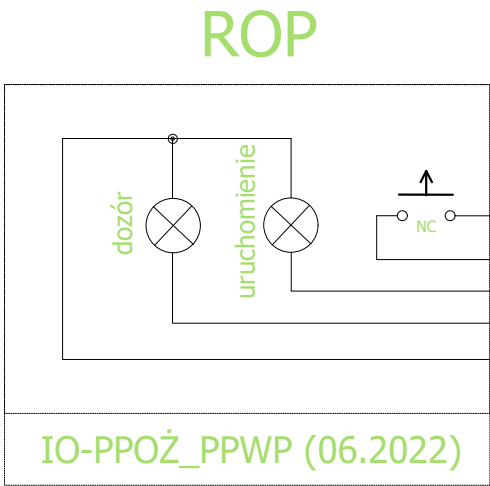 ROP
dozór
uruchomienie
NC
IO-PPOŻ_PPWP (06.2022)